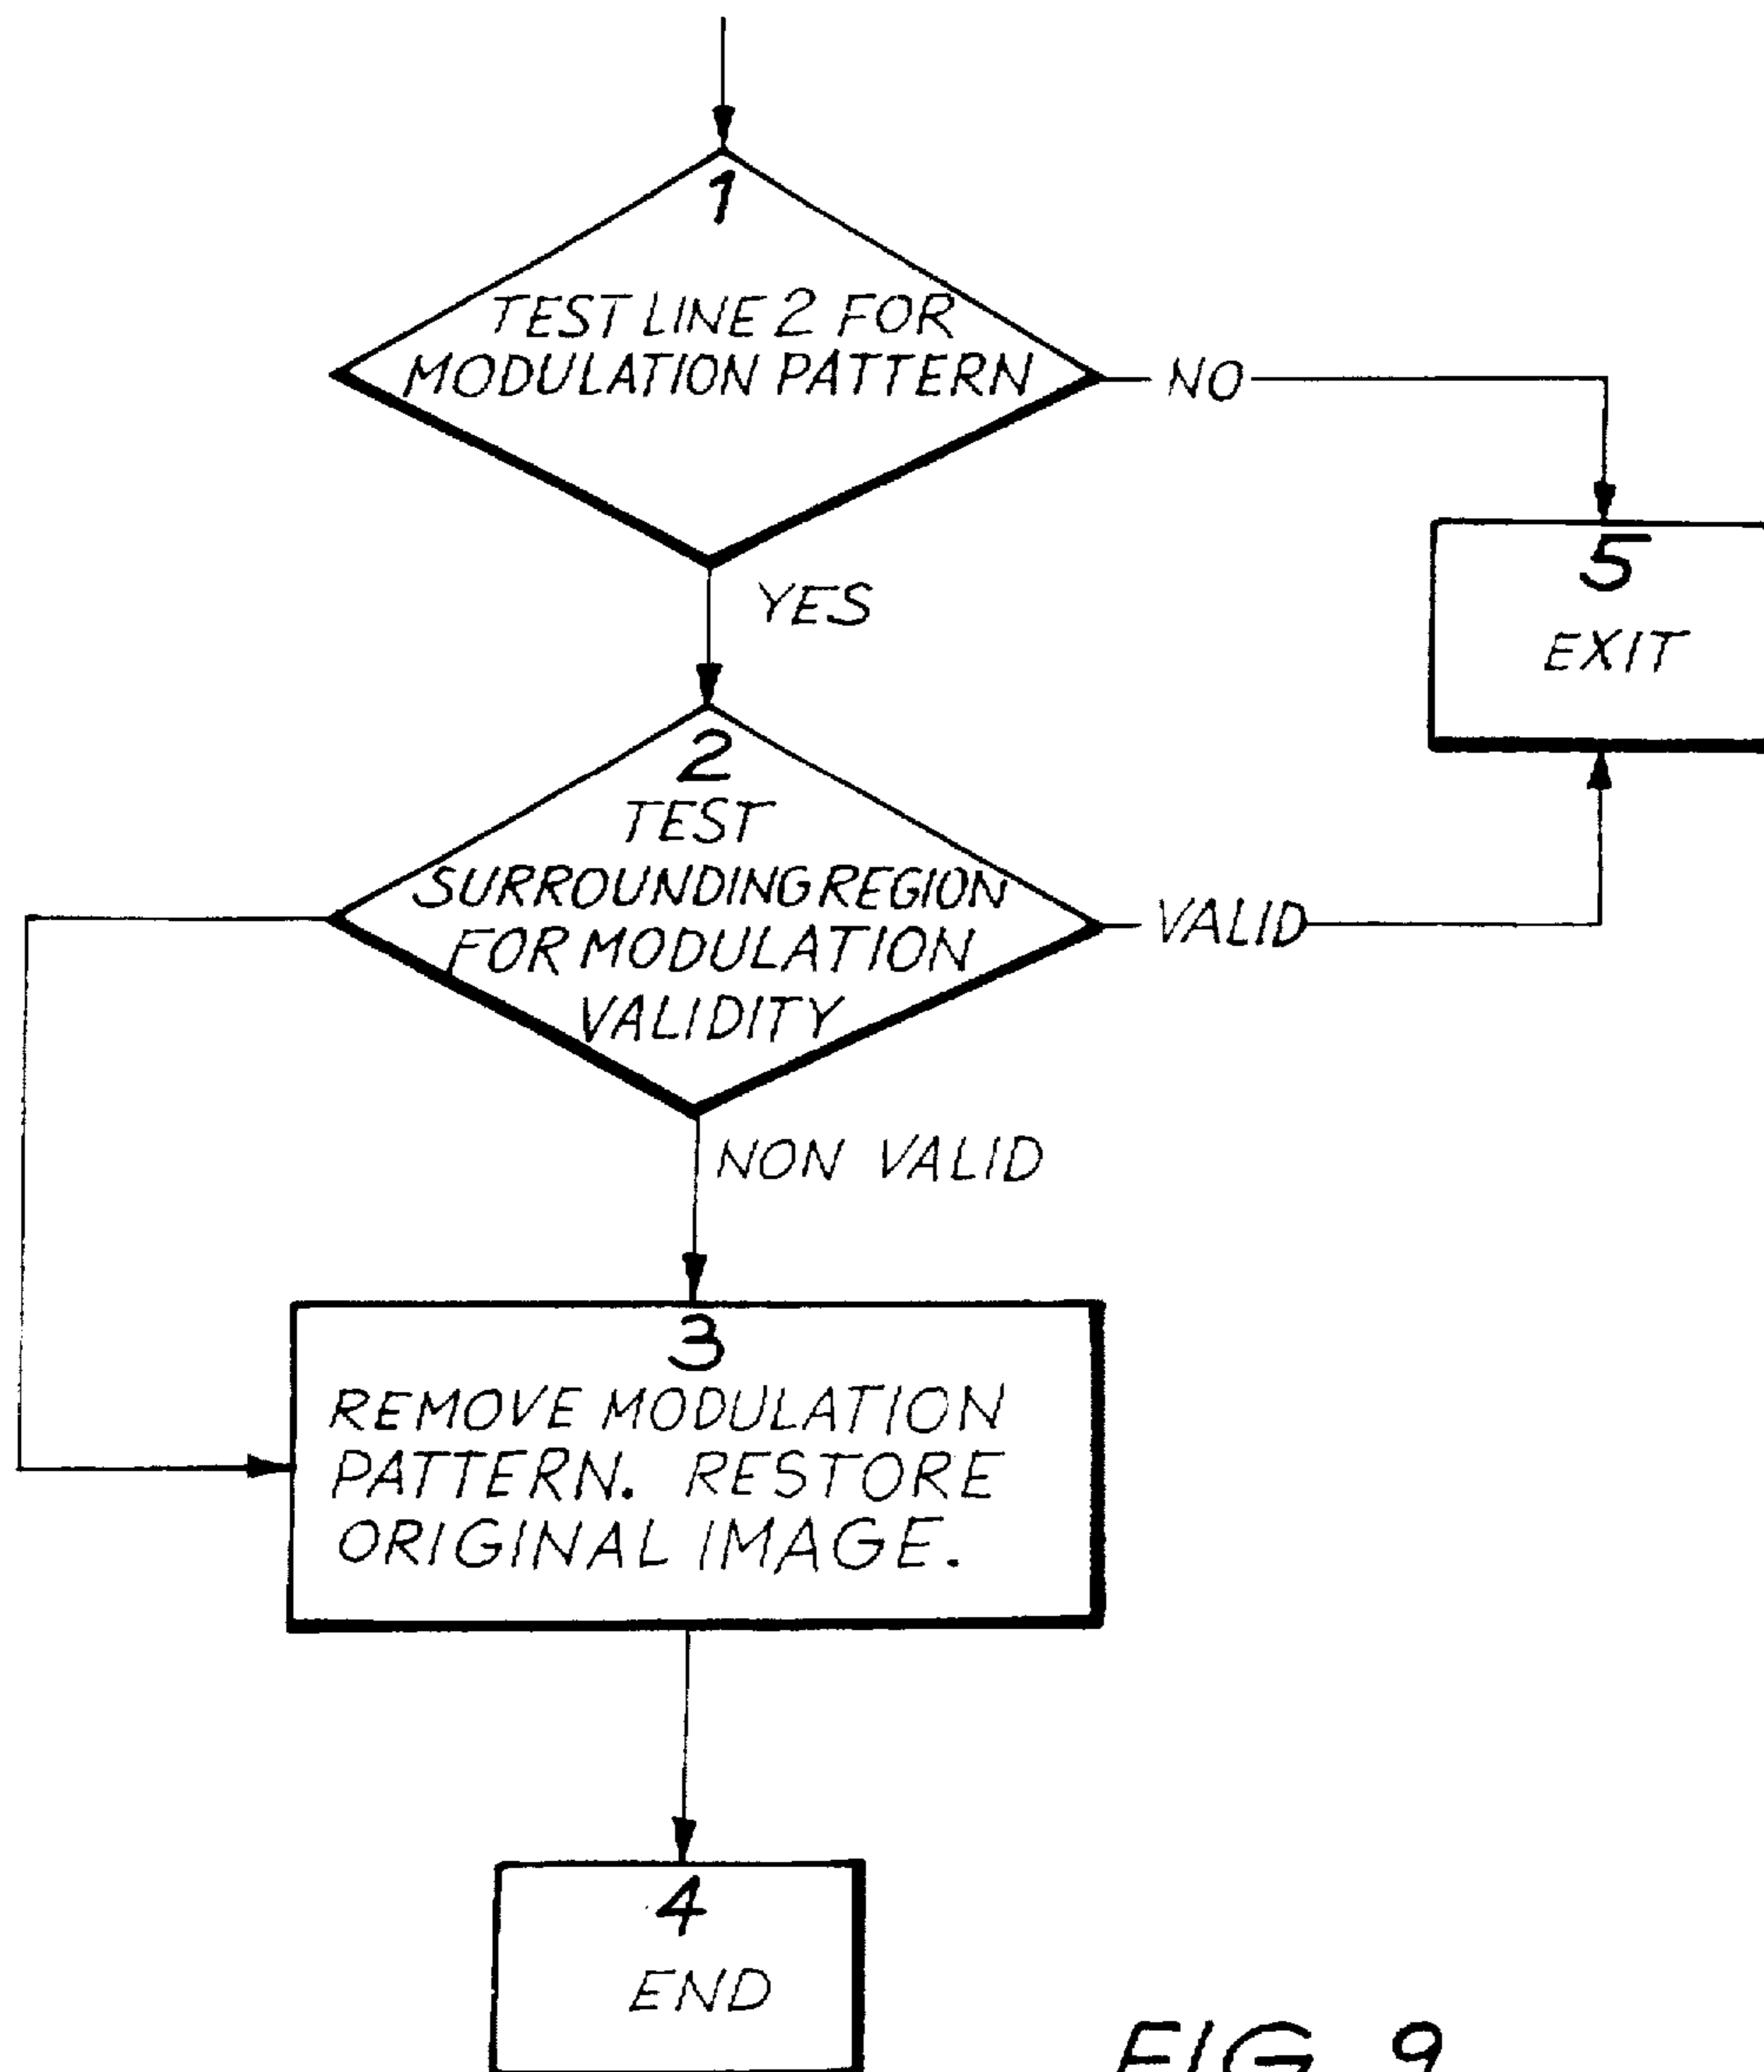 1
TEST LINE 2 FOR
MODULATION PATTERN
NO
5
EXIT
YES
2
TEST
SURROUNDING REGION
FOR MODULATION
VALIDITY
VALID
NON VALID
3
REMOVE MODULATION
PATTERN. RESTORE
ORIGINAL IMAGE.
4
END
FIG 9